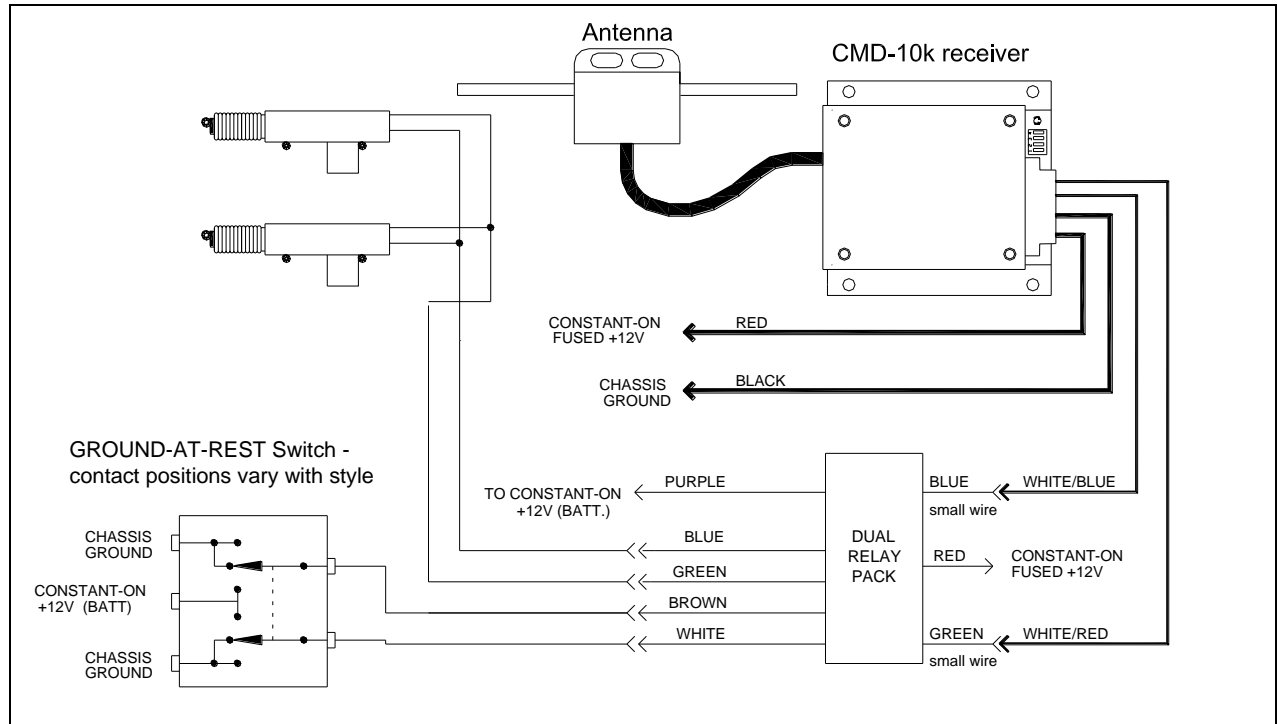 Antenna
CMD-10k receiver
CONSTANT-ON
FUSED +12V
RED
CHASSIS
GROUND
BLACK
GROUND-AT-REST Switch -
contact positions vary with style
CHASSIS
GROUND
CONSTANT-ON
+12V (BATT)
CHASSIS
GROUND
TO CONSTANT-ON
+12V (BATT.)
PURPLE
BLUE
GREEN
BROWN
WHITE
DUAL
RELAY
PACK
BLUE
small wire
WHITE/BLUE
RED
CONSTANT-ON
FUSED +12V
GREEN
small wire
WHITE/RED